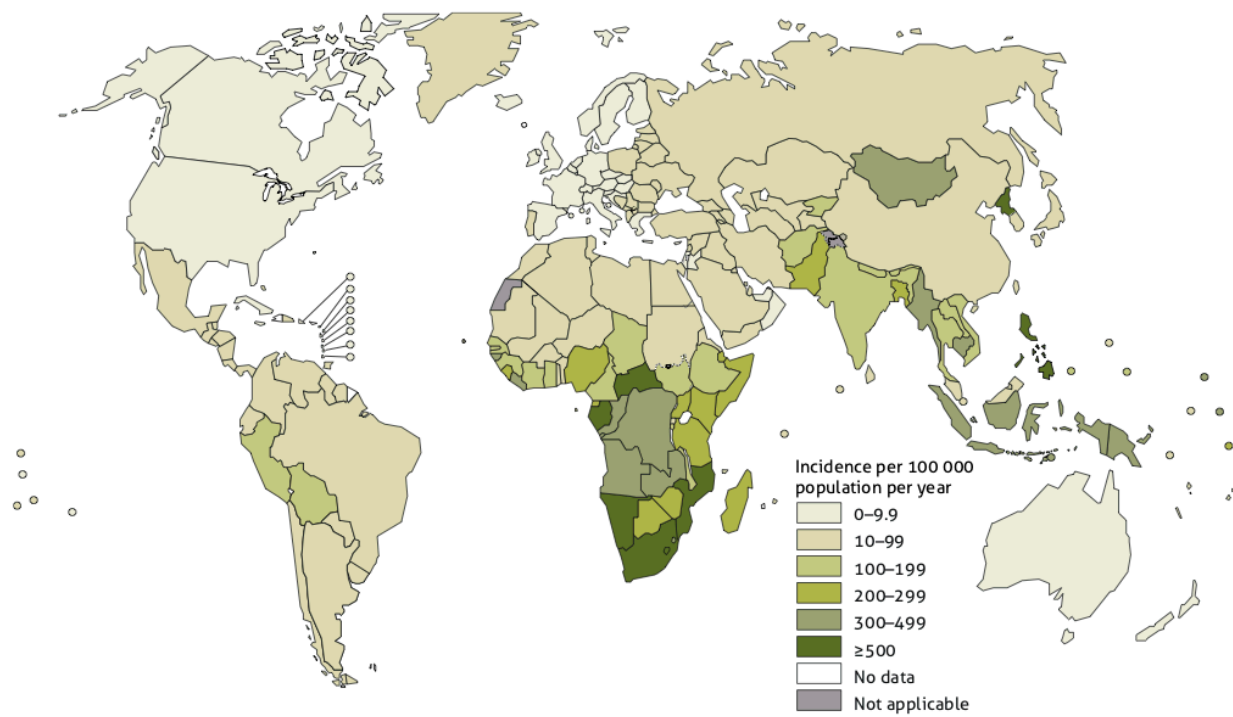 Incidence per 100 000
population per year
0–9.9
10–99
100–199
200–299
300–499
≥500
No data
Not applicable